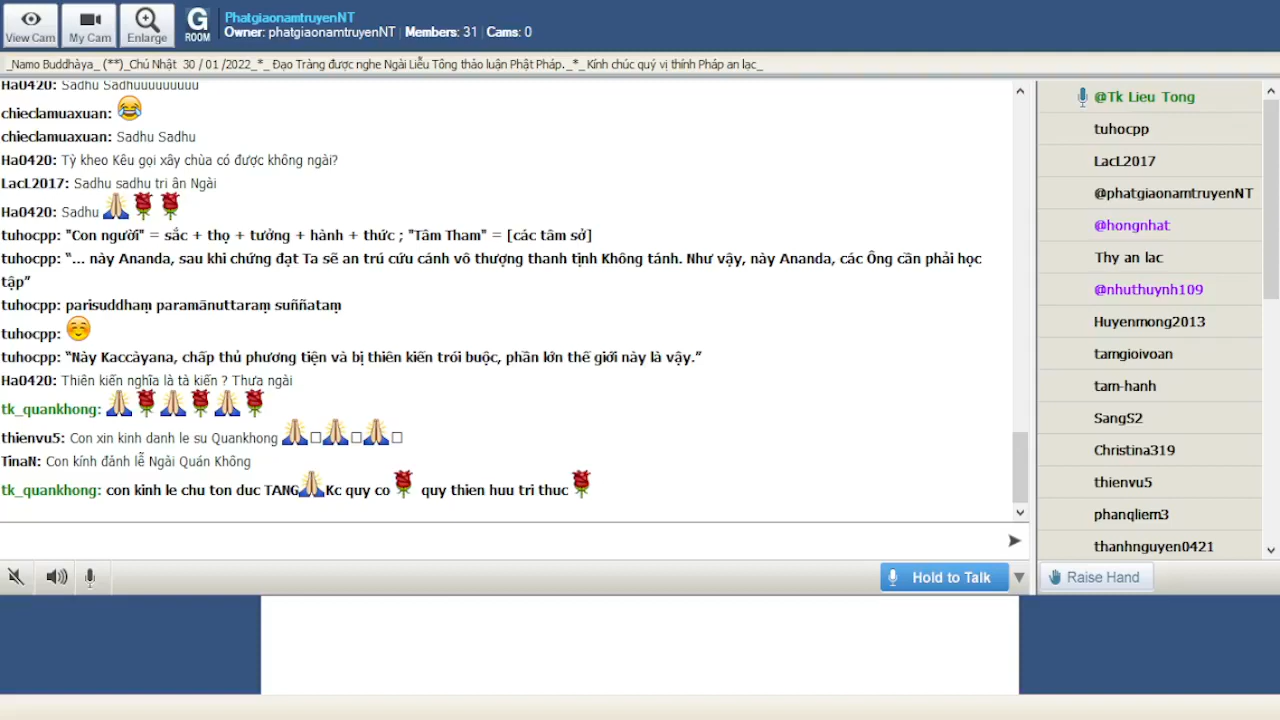 View Cam
My Cam
Enlarge
G
ROOM
PhatgiaonamtruyenNT
Owner: phatgiaonamtruyenNT Members: 31 Cams: 0
_Namo Buddhàya_ (**)_Chú Nhật 30 / 01 /2022_*_ Đạo Tràng được nghe Ngài Liễu Tông thảo luận Phật Pháp._*_Kính chúc quý vị thính Pháp an lạc_
Ha0420: Sadhu Sadhuuuuuuuuu
chieclamuaxuan: 😂
chieclamuaxuan: Sadhu Sadhu
Ha0420: Tỳ kheo Kêu gọi xây chùa có được không ngài?
LacL2017: Sadhu sadhu tri ân Ngài
Ha0420: Sadhu 🙏🌹🌹
tuhocpp: "Con người" = sắc + thọ + tưởng + hành + thức ; "Tâm Tham" = [các tâm sở]
tuhocpp: “... này Ananda, sau khi chứng đạt Ta sẽ an trú cứu cánh vô thượng thanh tịnh Không tánh. Như vậy, này Ananda, các Ông cần phải học
tập”
tuhocpp: parisuddhaṃ paramānuttaraṃ suññataṃ
tuhocpp: ☺️
tuhocpp: “Này Kaccàyana, chấp thủ phương tiện và bị thiên kiến trói buộc, phần lớn thế giới này là vậy.”
Ha0420: Thiên kiến nghĩa là tà kiến ? Thưa ngài
tk_quankhong: 🙏🌹🙏🌹🙏🌹
thienvu5: Con xin kinh danh le su Quankhong 🙏□🙏□🙏□
TinaN: Con kính đảnh lễ Ngài Quán Không
tk_quankhong: con kinh le chu ton duc TANG🙏Kc quy co🌹 quy thien huu tri thuc🌹
Hold to Talk
@Tk Lieu Tong
tuhocpp
LacL2017
@phatgiaonamtruyenNT
@hongnhat
Thy an lac
@nhuthuynh109
Huyenmong2013
tamgioivoan
tam-hanh
SangS2
Christina319
thienvu5
phanqliem3
thanhnguyen0421
Raise Hand